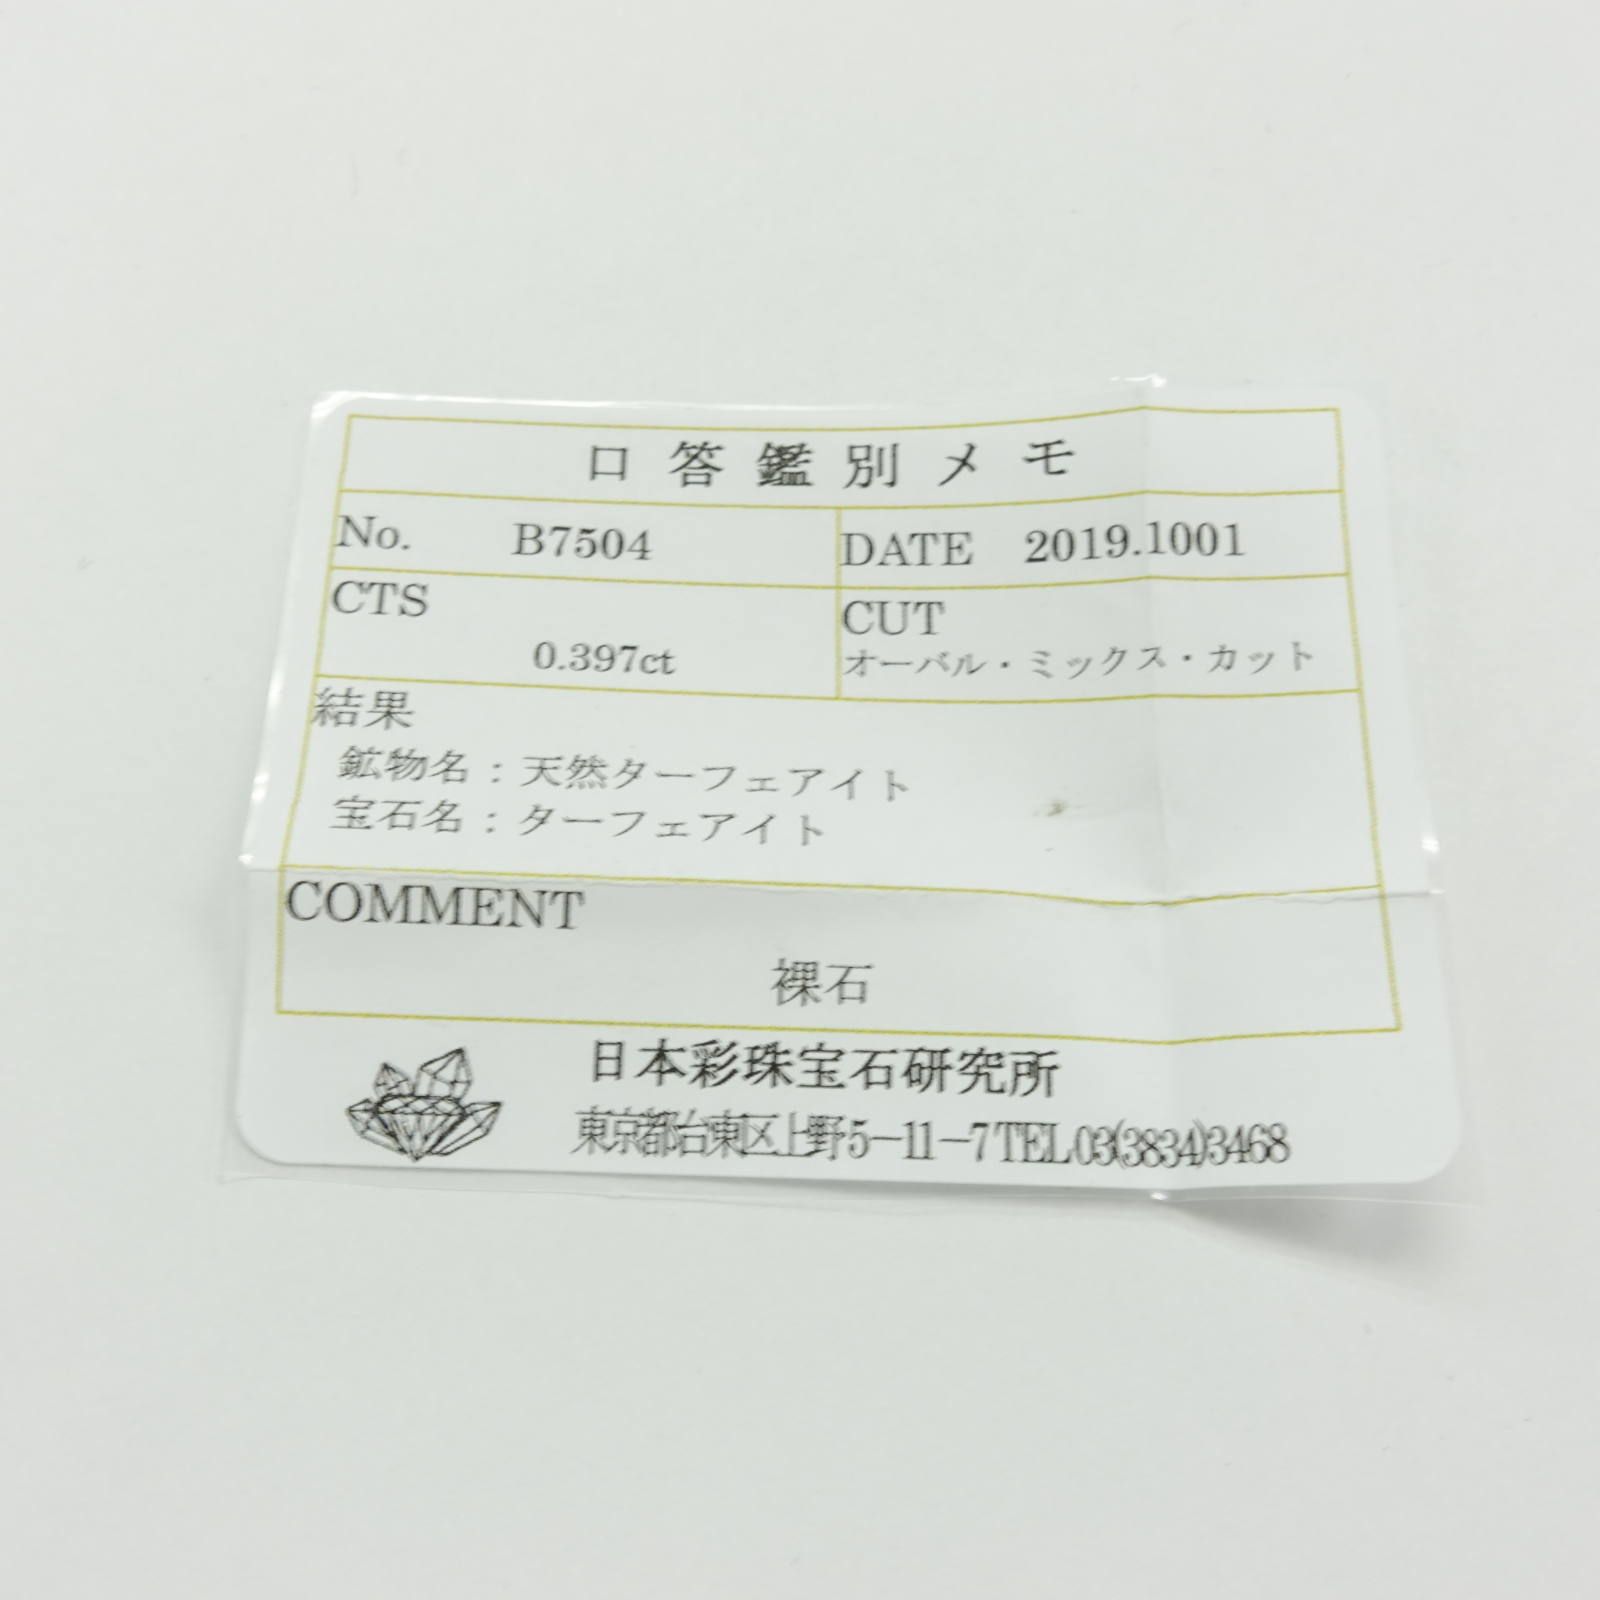 口答鑑別メモ
No. B7504
DATE 2019.1001
CTS
0.397ct
CUT
オーバル・ミックス・カット
結果
鉱物名：天然ターフェアイト
宝石名：ターフェアイト
COMMENT
裸石
日本彩珠宝石研究所
東京都台東区上野5−11−7TEL03(3834)3468